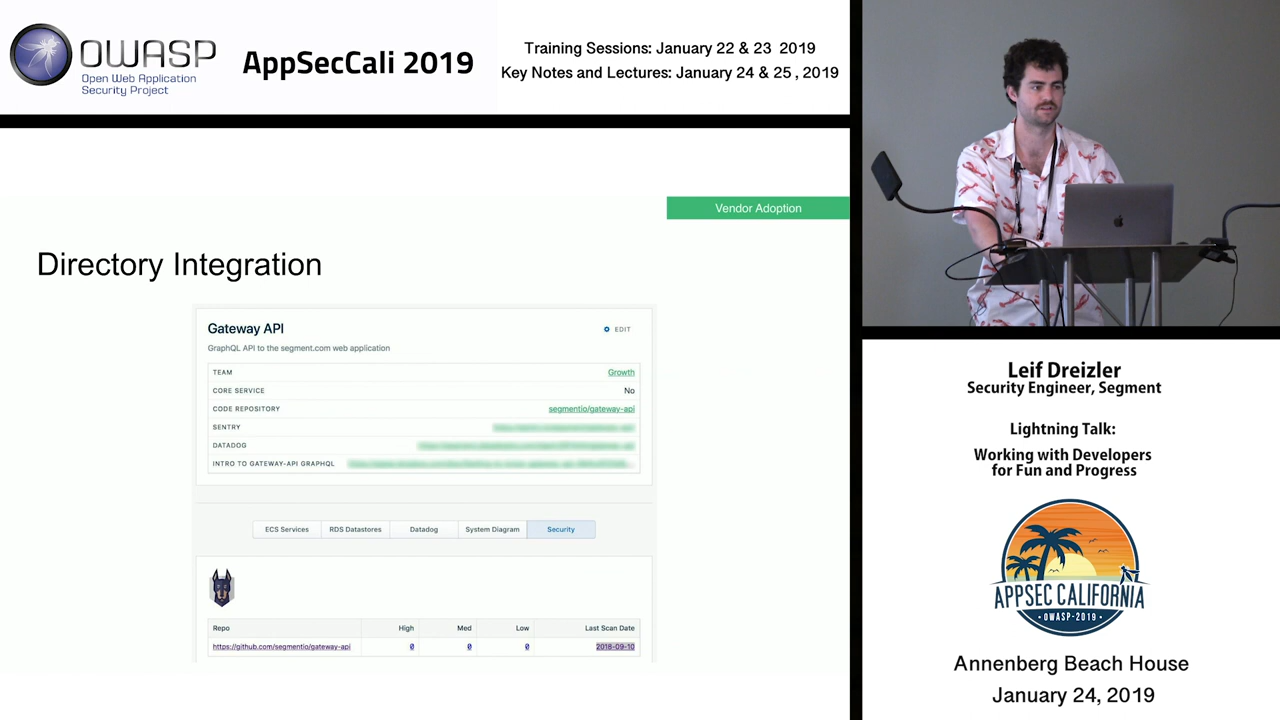 OWASP
Open Web Application
Security Project
AppSecCali 2019
Training Sessions: January 22 & 23 2019
Key Notes and Lectures: January 24 & 25, 2019
Vendor Adoption
Directory Integration
Gateway API
EDIT
GraphQL API to the segment.com web application
TEAM Growth
CORE SERVICE No
CODE REPOSITORY segmentio/gateway-api
SENTRY
DATADOG
INTRO TO GATEWAY-API GRAPHQL
ECS Services RDS Datastores Datadog System Diagram Security
Repo High Med Low Last Scan Date
https://github.com/segmentio/gateway-api 0 0 0 2018-09-10
Leif Dreizler
Security Engineer, Segment
Lightning Talk:
Working with Developers
for Fun and Progress
APPSEC CALIFORNIA
·OWASP-2019·
Annenberg Beach House
January 24, 2019